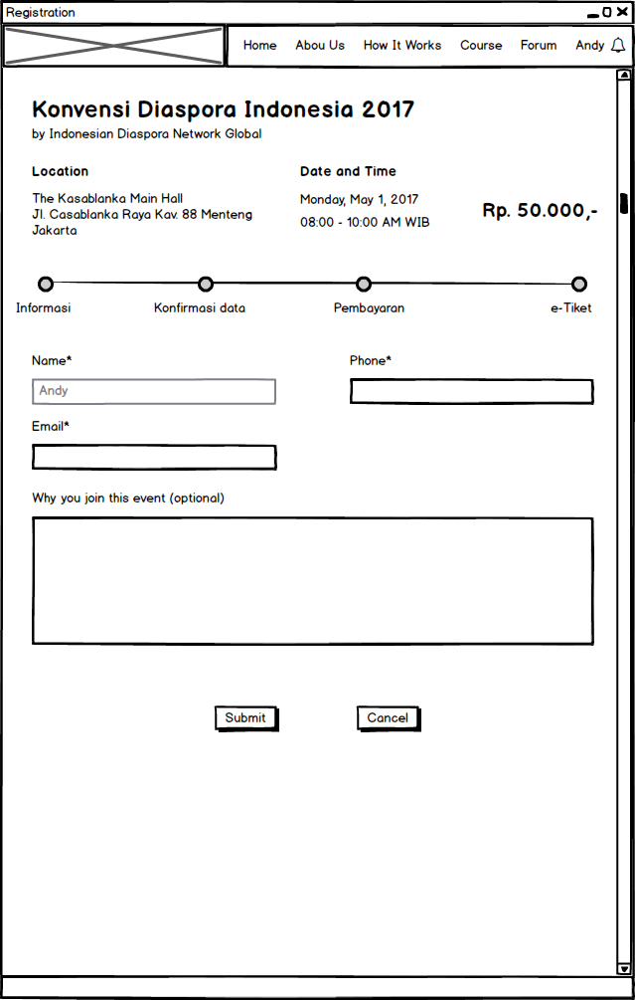 Registration
Home Abou Us How It Works Course Forum Andy
Konvensi Diaspora Indonesia 2017
by Indonesian Diaspora Network Global
Location
The Kasablanka Main Hall
Jl. Casablanka Raya Kav. 88 Menteng
Jakarta
Date and Time
Monday, May 1, 2017
08:00 - 10:00 AM WIB
Rp. 50.000,-
Informasi Konfirmasi data Pembayaran e-Tiket
Name* Phone*
Andy
Email*
Why you join this event (optional)
Submit Cancel